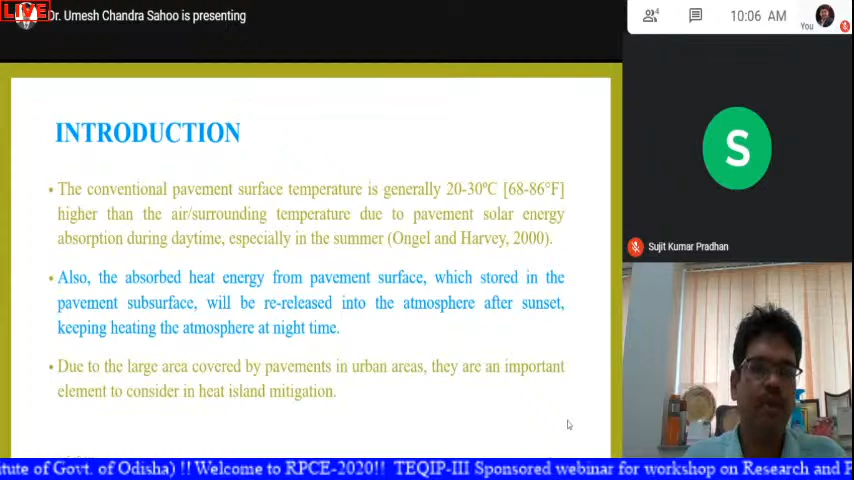 LIVE
Dr. Umesh Chandra Sahoo is presenting
4
10:06 AM
You
INTRODUCTION
• The conventional pavement surface temperature is generally 20-30°C [68-86°F]
higher than the air/surrounding temperature due to pavement solar energy
absorption during daytime, especially in the summer (Ongel and Harvey, 2000).
• Also, the absorbed heat energy from pavement surface, which stored in the
pavement subsurface, will be re-released into the atmosphere after sunset,
keeping heating the atmosphere at night time.
• Due to the large area covered by pavements in urban areas, they are an important
element to consider in heat island mitigation.
S
Sujit Kumar Pradhan
tute of Govt. of Odisha) !! Welcome to RPCE-2020!! TEQIP-III Sponsored webinar for workshop on Research and P